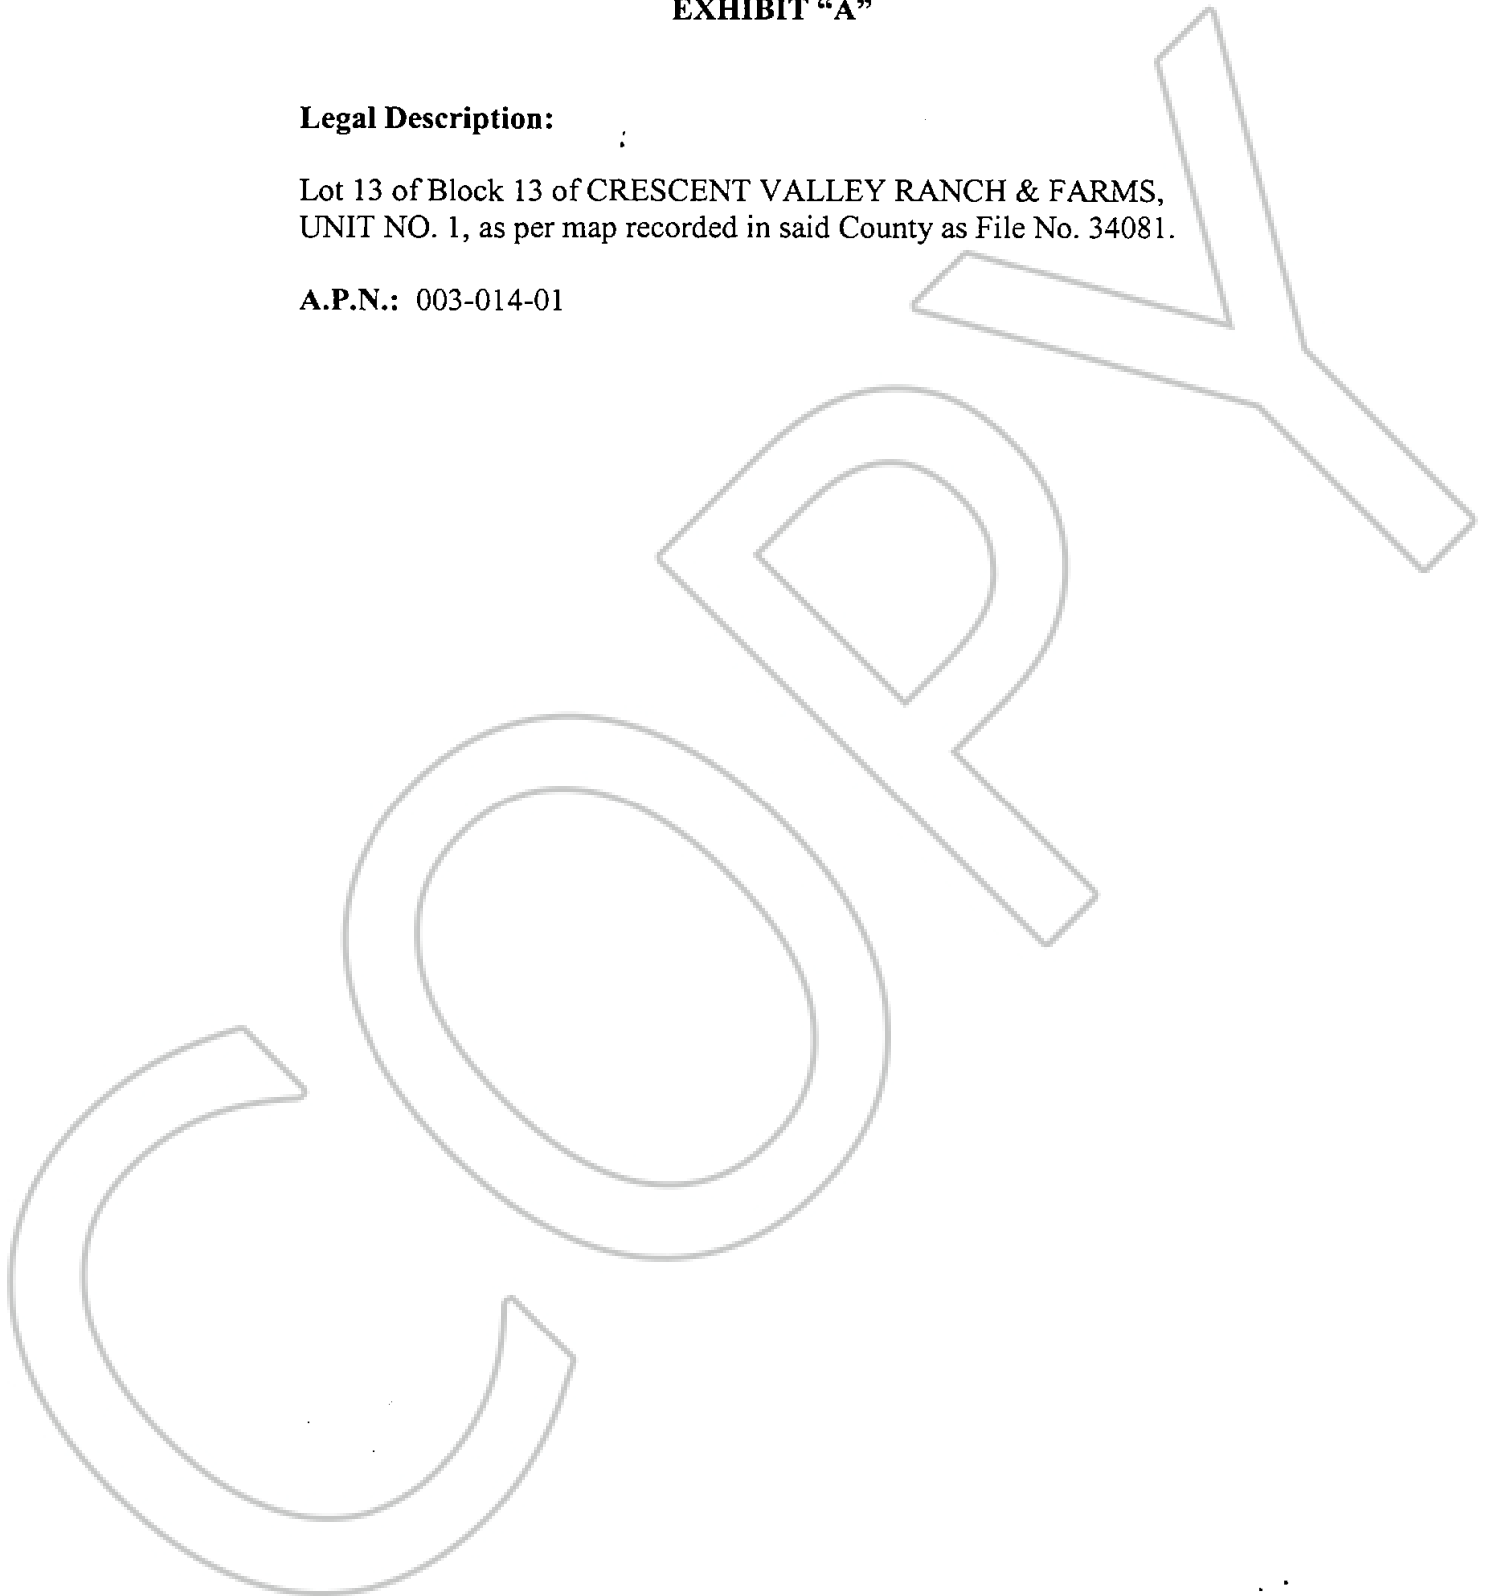 EXHIBIT “A”
Legal Description:
Lot 13 of Block 13 of CRESCENT VALLEY RANCH & FARMS,
UNIT NO. 1, as per map recorded in said County as File No. 34081.
A.P.N.: 003-014-01
COPY